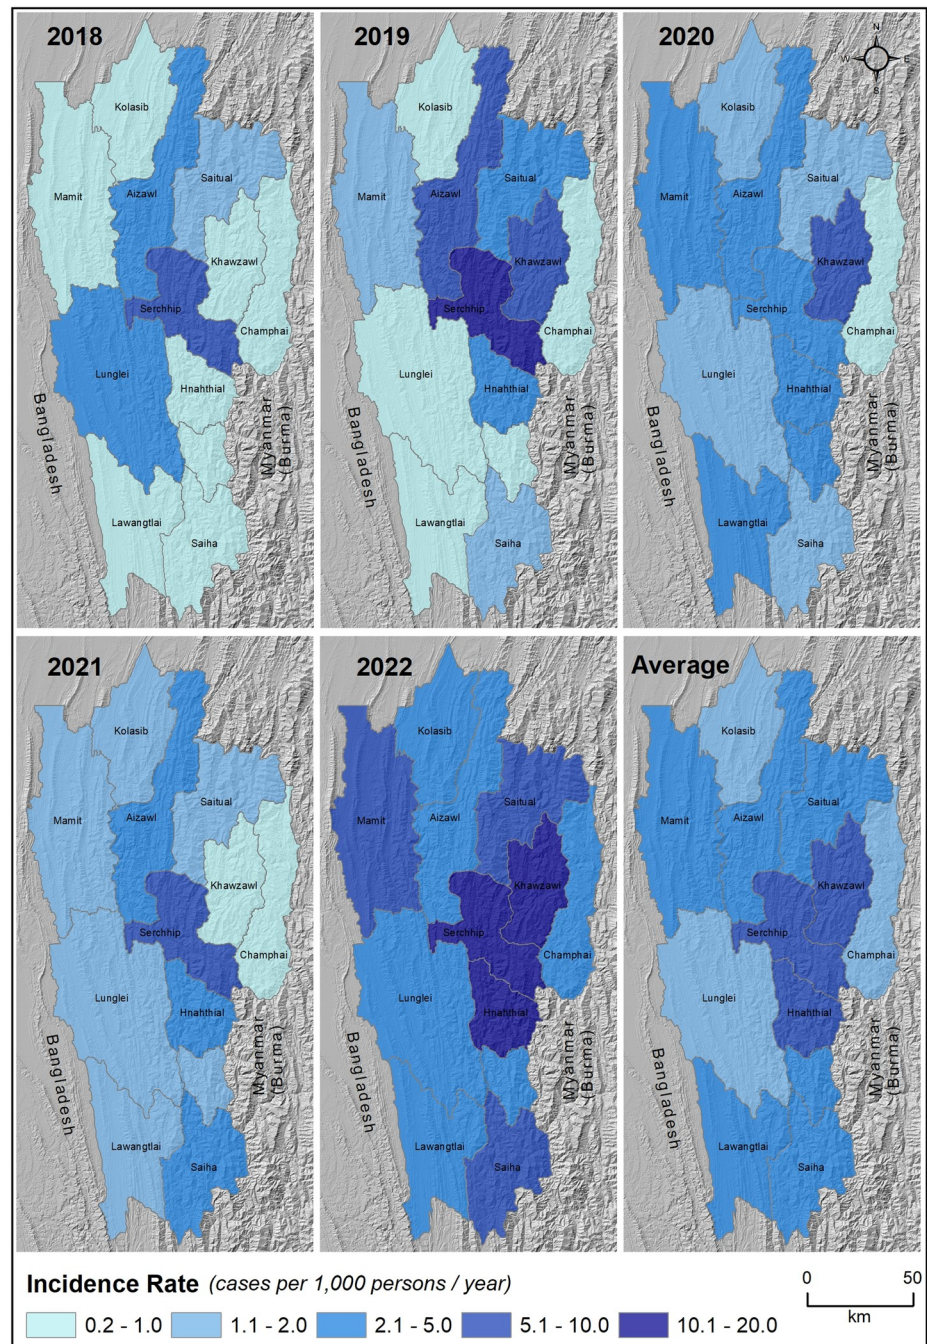 2018
Kolasib
Mamit
Aizawl
Saitual
Khawzawl
Serchhip
Champhai
Lunglei
Hnahthial
Lawangtlai
Saiha
Bangladesh
Myanmar
(Burma)
2019
Kolasib
Mamit
Aizawl
Saitual
Khawzawl
Serchhip
Champhai
Lunglei
Hnahthial
Lawangtlai
Saiha
Bangladesh
Myanmar
(Burma)
2020
N
W
E
S
Kolasib
Mamit
Aizawl
Saitual
Khawzawl
Serchhip
Champhai
Lunglei
Hnahthial
Lawangtlai
Saiha
Bangladesh
Myanmar
(Burma)
2021
Kolasib
Mamit
Aizawl
Saitual
Khawzawl
Serchhip
Champhai
Lunglei
Hnahthial
Lawangtlai
Saiha
Bangladesh
Myanmar
(Burma)
2022
Kolasib
Mamit
Aizawl
Saitual
Khawzawl
Serchhip
Champhai
Lunglei
Hnahthial
Lawangtlai
Saiha
Bangladesh
Myanmar
(Burma)
Average
Kolasib
Mamit
Aizawl
Saitual
Khawzawl
Serchhip
Champhai
Lunglei
Hnahthial
Lawangtlai
Saiha
Bangladesh
Myanmar
(Burma)
Incidence Rate (cases per 1,000 persons / year)
0.2 - 1.0
1.1 - 2.0
2.1 - 5.0
5.1 - 10.0
10.1 - 20.0
0 50
km